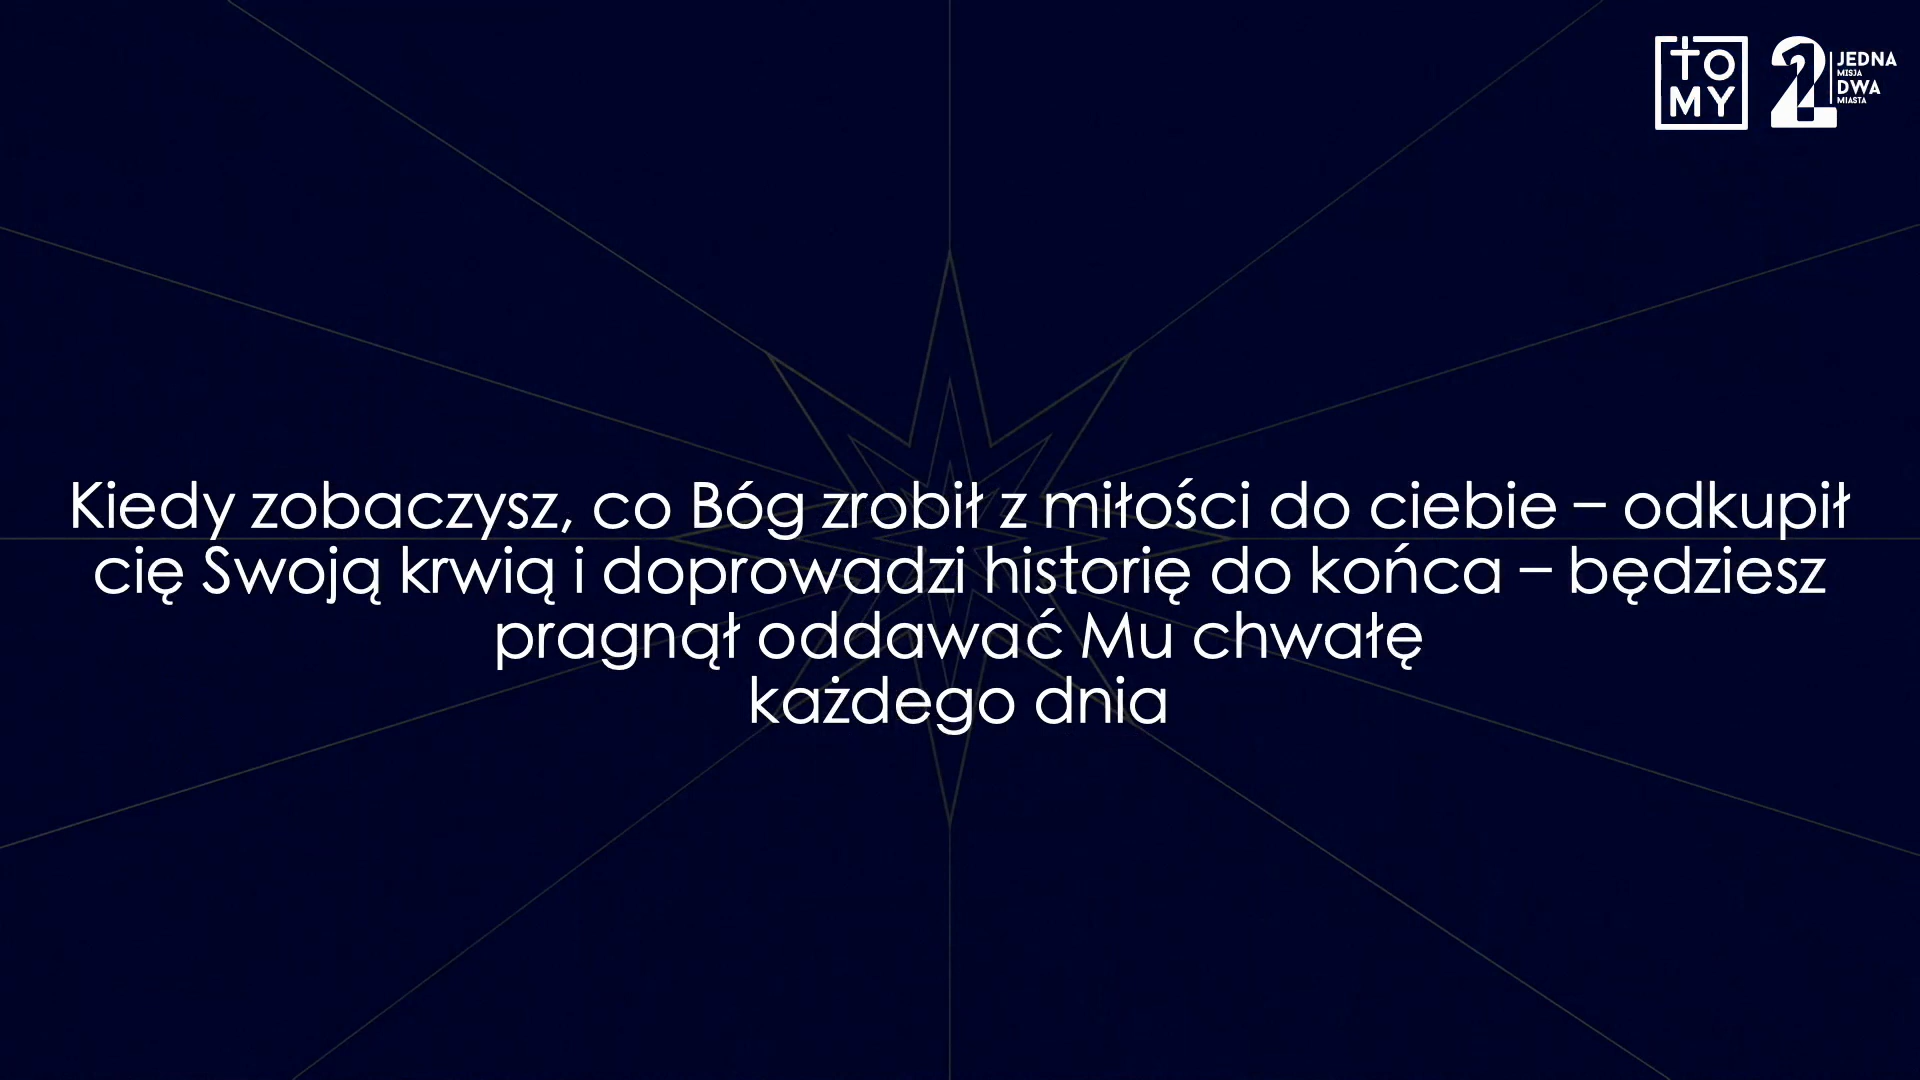 TO
MY
21
JEDNA
MISJA
DWA
MIASTA
Kiedy zobaczysz, co Bóg zrobił z miłości do ciebie – odkupił
cię Swoją krwią i doprowadzi historię do końca – będziesz
pragnął oddawać Mu chwałę
każdego dnia